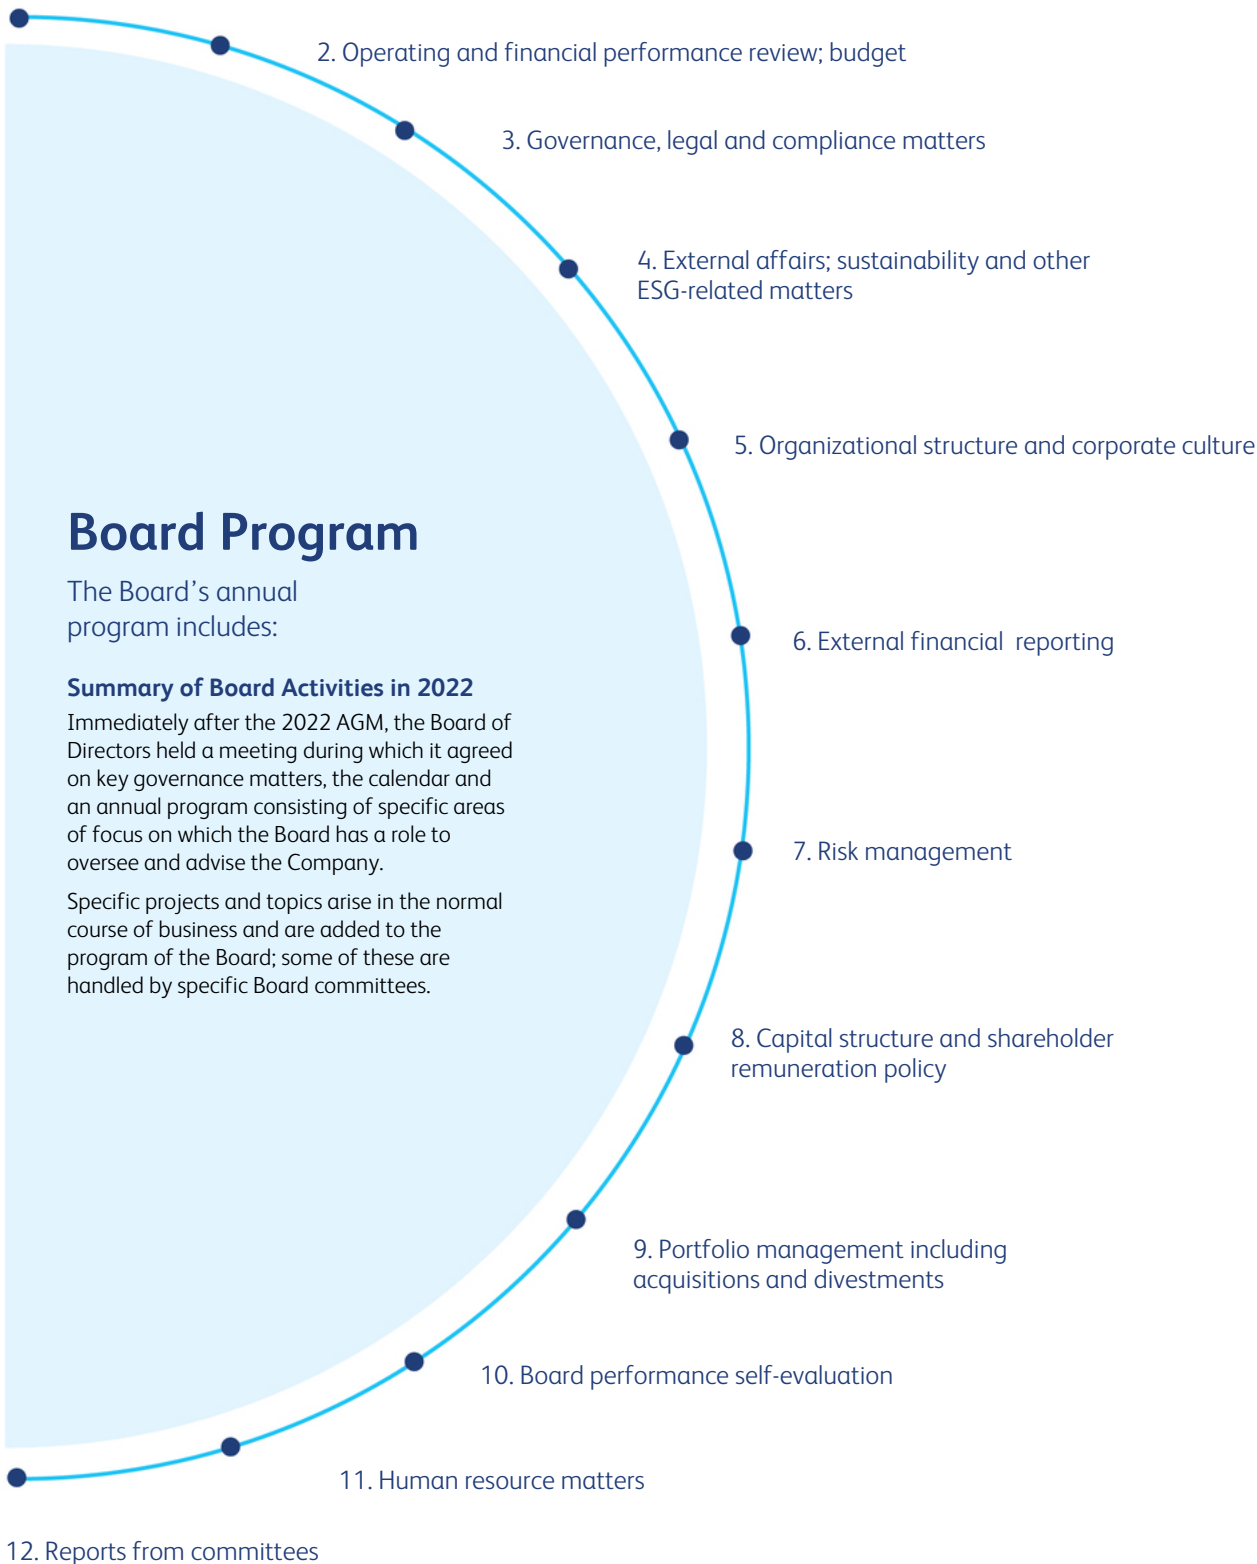 2. Operating and financial performance review; budget
3. Governance, legal and compliance matters
4. External affairs; sustainability and other
ESG-related matters
5. Organizational structure and corporate culture
Board Program
The Board’s annual
program includes:
6. External financial reporting
Summary of Board Activities in 2022
Immediately after the 2022 AGM, the Board of
Directors held a meeting during which it agreed
on key governance matters, the calendar and
an annual program consisting of specific areas
of focus on which the Board has a role to
oversee and advise the Company.
Specific projects and topics arise in the normal
course of business and are added to the
program of the Board; some of these are
handled by specific Board committees.
7. Risk management
8. Capital structure and shareholder
remuneration policy
9. Portfolio management including
acquisitions and divestments
10. Board performance self-evaluation
11. Human resource matters
12. Reports from committees